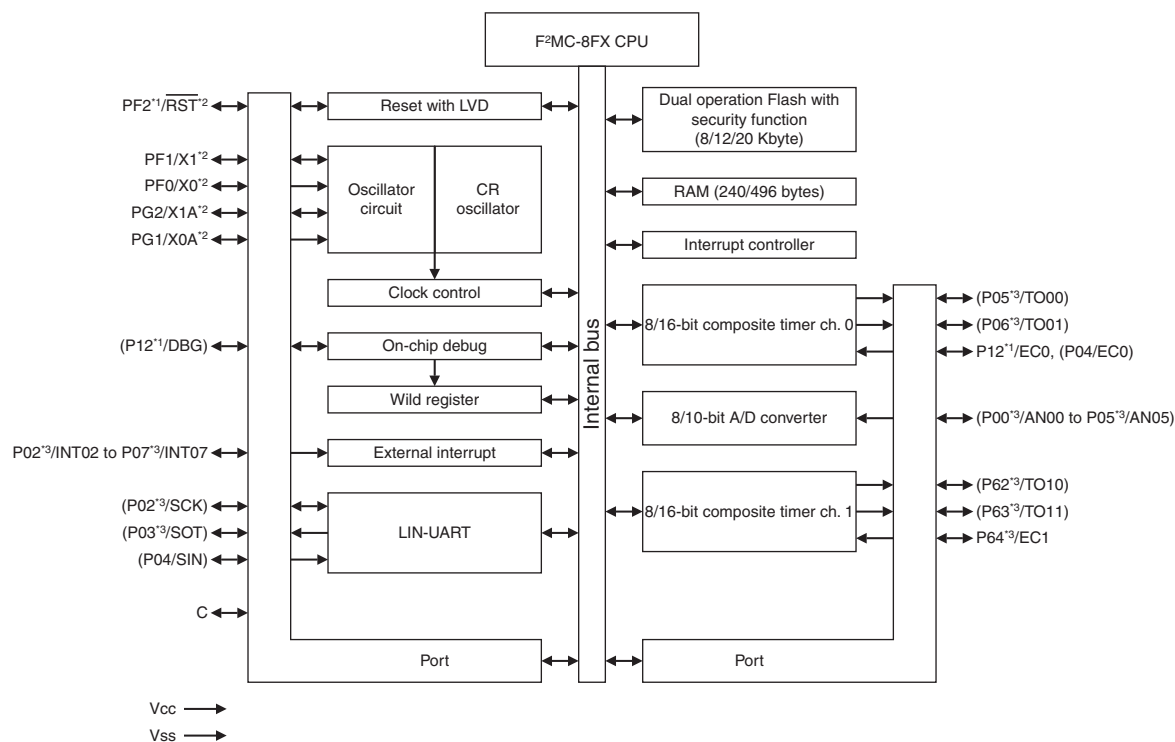 F²MC-8FX CPU
PF2*1/RST*2
Reset with LVD
Dual operation Flash with
security function
(8/12/20 Kbyte)
PF1/X1*2
PF0/X0*2
PG2/X1A*2
PG1/X0A*2
Oscillator
circuit
CR
oscillator
RAM (240/496 bytes)
Interrupt controller
Clock control
(P12*1/DBG)
On-chip debug
Wild register
Internal bus
8/16-bit composite timer ch. 0
(P05*3/TO00)
(P06*3/TO01)
P12*1/EC0, (P04/EC0)
8/10-bit A/D converter
(P00*3/AN00 to P05*3/AN05)
P02*3/INT02 to P07*3/INT07
External interrupt
(P02*3/SCK)
(P03*3/SOT)
(P04/SIN)
LIN-UART
8/16-bit composite timer ch. 1
(P62*3/TO10)
(P63*3/TO11)
P64*3/EC1
C
Port
Port
Vcc
Vss